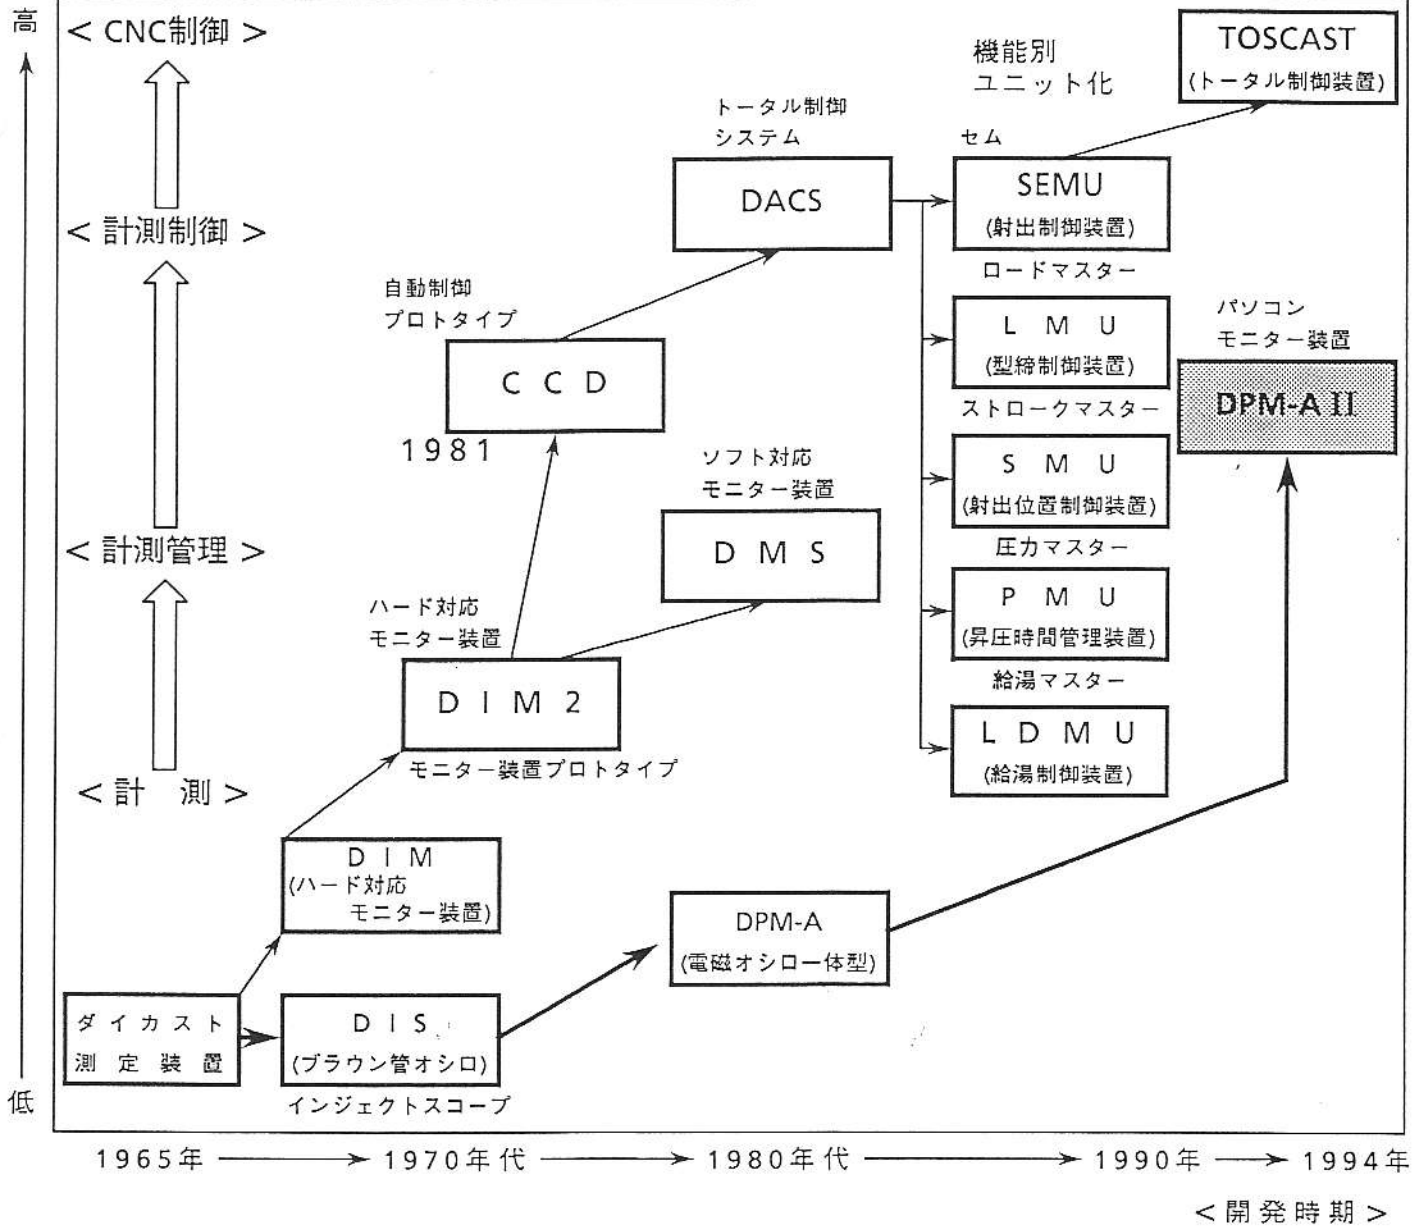 高
< CNC制御 >
< 計測制御 >
< 計測管理 >
< 計 測 >
低
機能別
ユニット化
TOSCAST
(トータル制御装置)
トータル制御
システム
DACS
セム
SEMU
(射出制御装置)
ロードマスター
L M U
(型締制御装置)
ストロークマスター
S M U
(射出位置制御装置)
圧力マスター
P M U
(昇圧時間管理装置)
給湯マスター
L D M U
(給湯制御装置)
パソコン
モニター装置
DPM-A II
自動制御
プロトタイプ
C C D
1981
ソフト対応
モニター装置
D M S
ハード対応
モニター装置
D I M 2
モニター装置プロトタイプ
D I M
(ハード対応
モニター装置)
DPM-A
(電磁オシロ一体型)
ダイカスト
測定装置
D I S
(ブラウン管オシロ)
インジェクトスコープ
1965年
1970年代
1980年代
1990年
1994年
< 開発時期 >